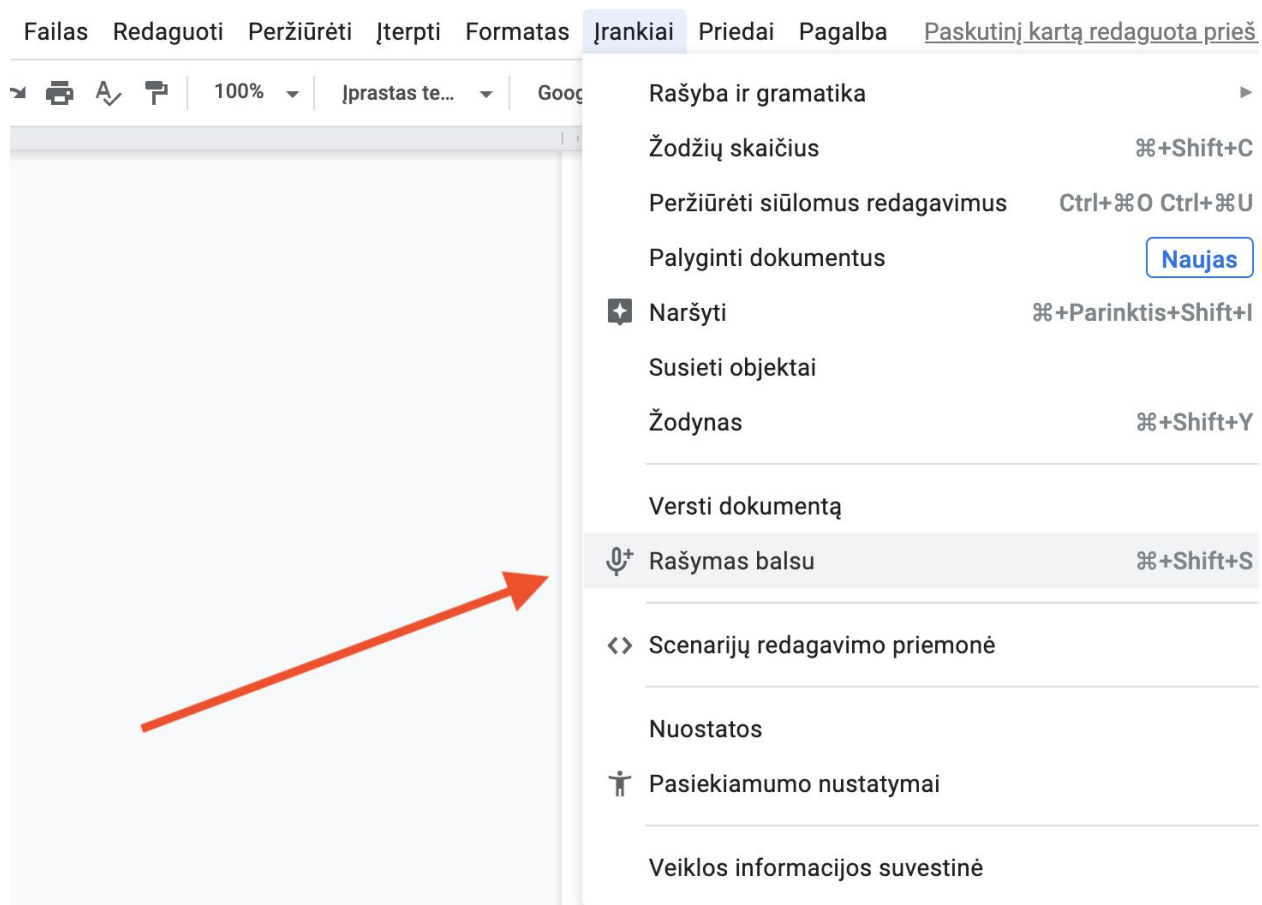 Failas Redaguoti Peržiūrėti Įterpti Formatas Įrankiai Priedai Pagalba Paskutinį kartą redaguota prieš
100% Įprastas te... Goog
Rašyba ir gramatika
Žodžių skaičius ⌘+Shift+C
Peržiūrėti siūlomus redagavimus Ctrl+⌘O Ctrl+⌘U
Palyginti dokumentus Naujas
Naršyti ⌘+Parinktis+Shift+I
Susieti objektai
Žodynas ⌘+Shift+Y
Versti dokumentą
Rašymas balsu ⌘+Shift+S
Scenarijų redagavimo priemonė
Nuostatos
Pasiekiamumo nustatymai
Veiklos informacijos suvestinė